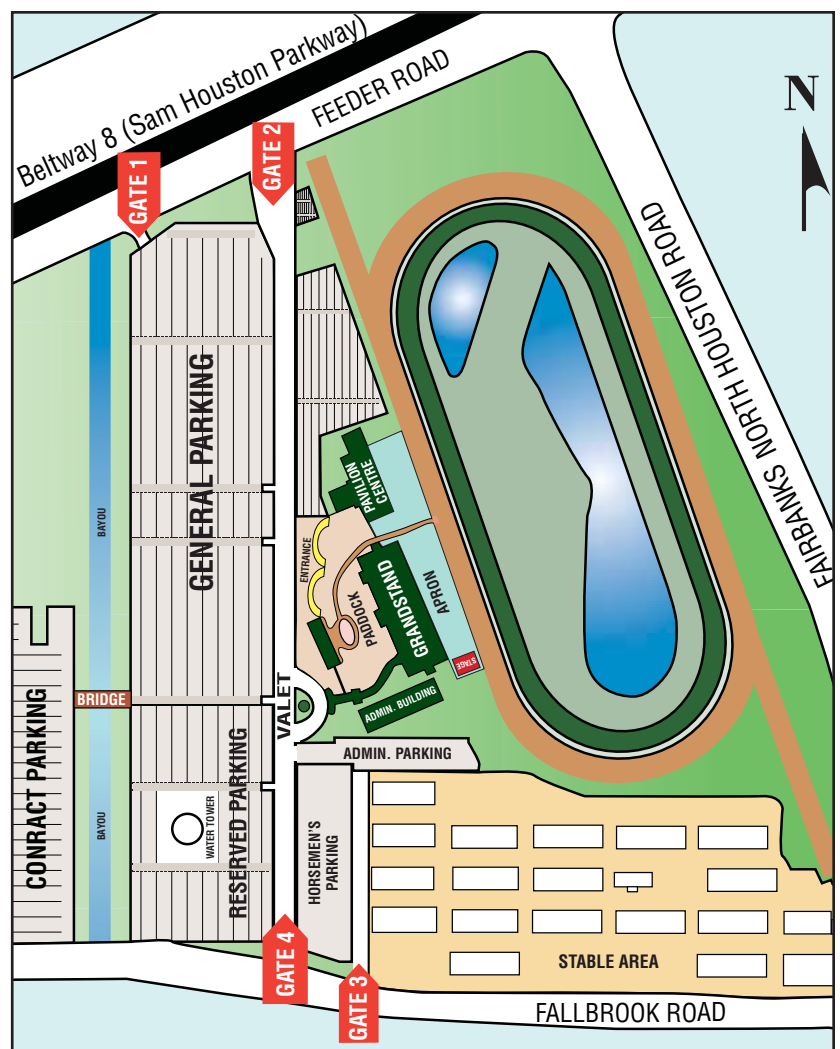 Beltway 8 (Sam Houston Parkway)
FEEDER ROAD
GATE 1
GATE 2
N
FAIRBANKS NORTH HOUSTON ROAD
GENERAL PARKING
BAYOU
PAVILION
CENTRE
ENTRANCE
PADDOCK
GRANDSTAND
APRON
STAGE
BRIDGE
VALET
ADMIN. BUILDING
ADMIN. PARKING
CONRACT PARKING
BAYOU
WATER TOWER
RESERVED PARKING
HORSEMEN'S
PARKING
STABLE AREA
GATE 4
GATE 3
FALLBROOK ROAD